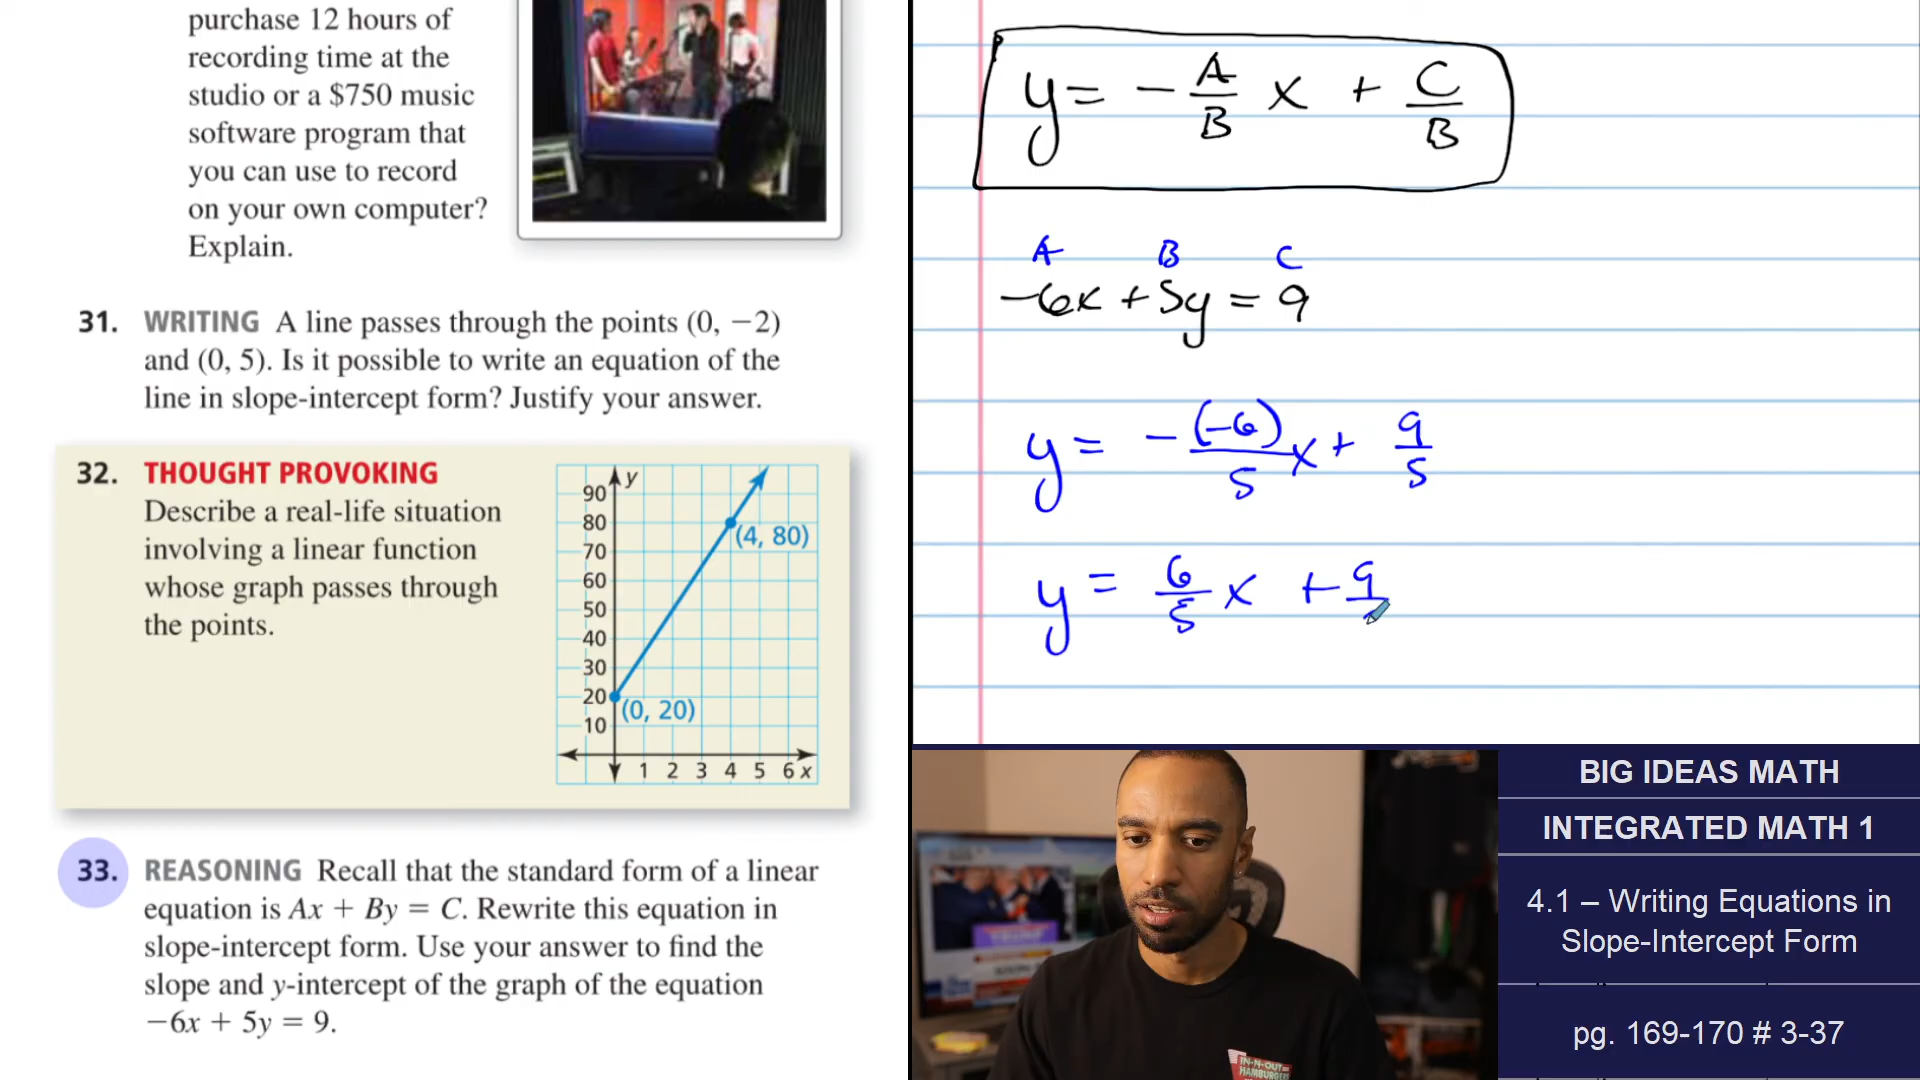 purchase 12 hours of
recording time at the
studio or a $750 music
software program that
you can use to record
on your own computer?
Explain.
31. WRITING A line passes through the points (0, −2)
and (0, 5). Is it possible to write an equation of the
line in slope-intercept form? Justify your answer.
32. THOUGHT PROVOKING
Describe a real-life situation
involving a linear function
whose graph passes through
the points.
y
90
80
(4, 80)
70
60
50
40
30
20
(0, 20)
10
1 2 3 4 5 6 x
33. REASONING Recall that the standard form of a linear
equation is Ax + By = C. Rewrite this equation in
slope-intercept form. Use your answer to find the
slope and y-intercept of the graph of the equation
−6x + 5y = 9.
y = − A/B x + C/B
A B C
−6x + 5y = 9
y = − (−6)/5 x + 9/5
y = 6/5 x + 9/
IN-N-OUT
HAMBURGERS
BIG IDEAS MATH
INTEGRATED MATH 1
4.1 – Writing Equations in
Slope-Intercept Form
pg. 169-170 # 3-37